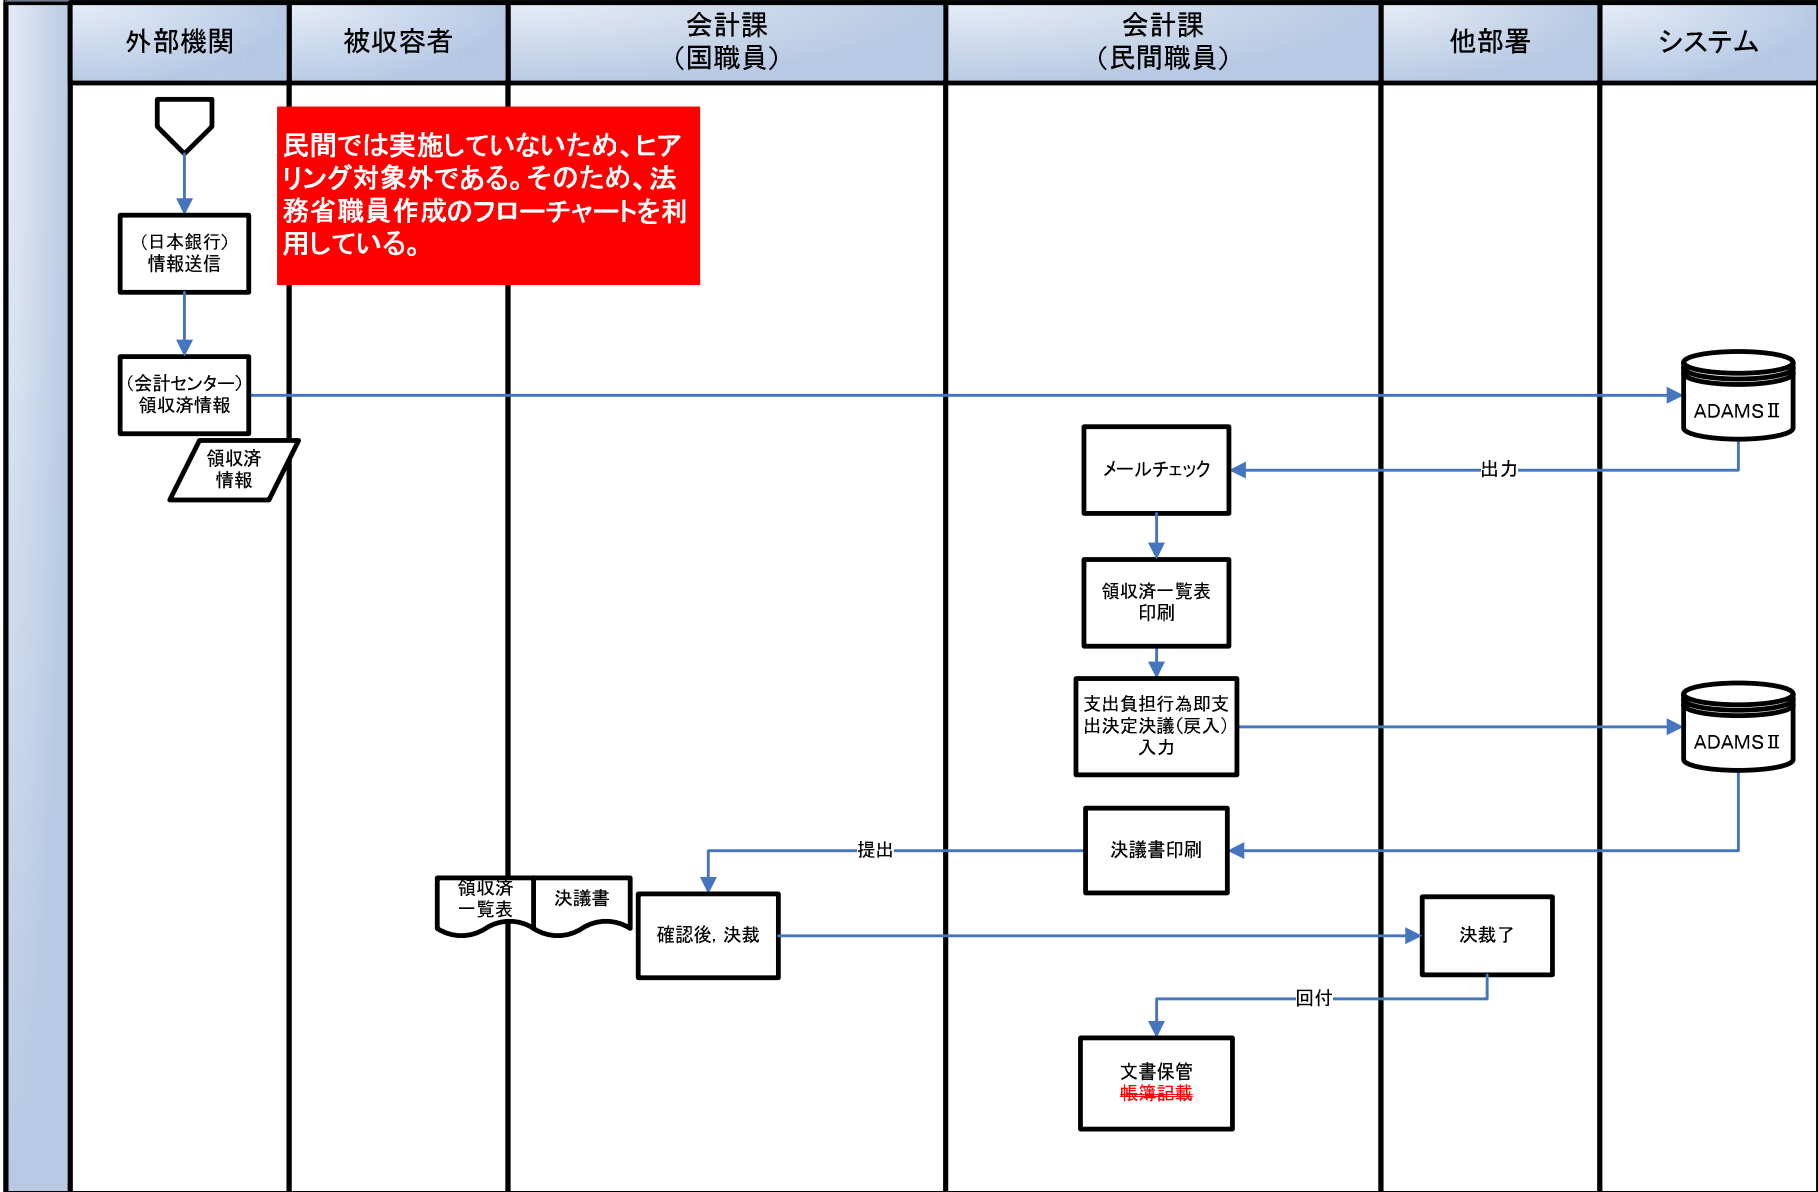 外部機関
被収容者
会計課
（国職員）
会計課
（民間職員）
他部署
システム
民間では実施していないため、ヒア
リング対象外である。そのため、法
務省職員作成のフローチャートを利
用している。
（日本銀行）
情報送信
（会計センター）
領収済情報
領収済
情報
ADAMSⅡ
メールチェック
出力
領収済一覧表
印刷
支出負担行為即支
出決定決議（戻入）
入力
ADAMSⅡ
決議書印刷
提出
領収済
一覧表
決議書
確認後，決裁
決裁了
回付
文書保管
帳簿記載